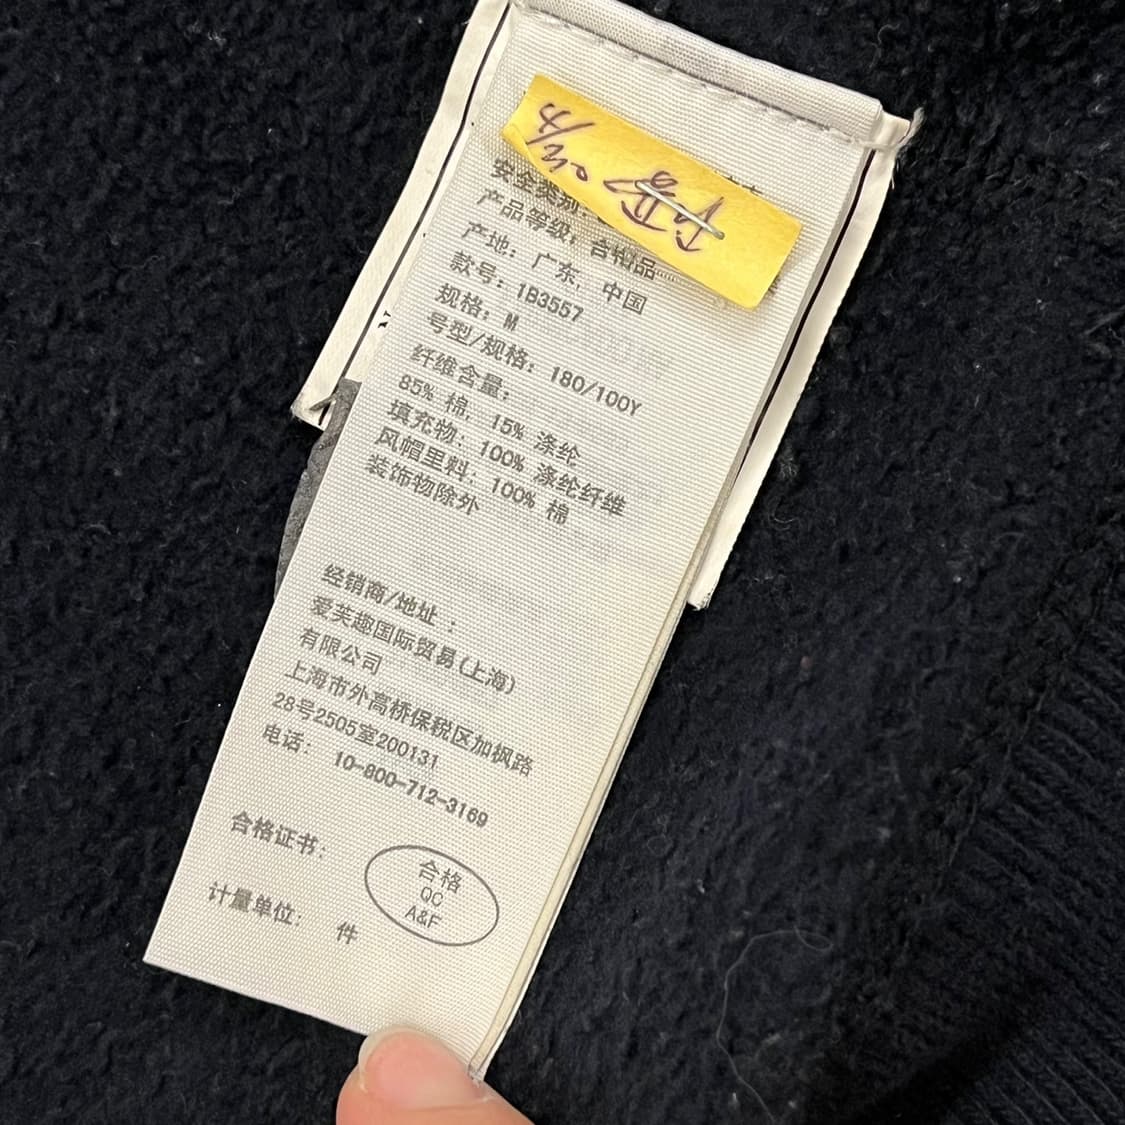 安全类别:
产品等级: 合格品
产地: 广东, 中国
款号: 1B3557
规格: M
号型/规格: 180/100Y
纤维含量:
85% 棉, 15% 涤纶
填充物: 100% 涤纶纤维
风帽里料: 100% 棉
装饰物除外
经销商/地址 :
爱芙趣国际贸易(上海)
有限公司
上海市外高桥保税区加枫路
28号2505室200131
电话: 10-800-712-3169
合格证书:
合格
QC
A&F
计量单位: 件